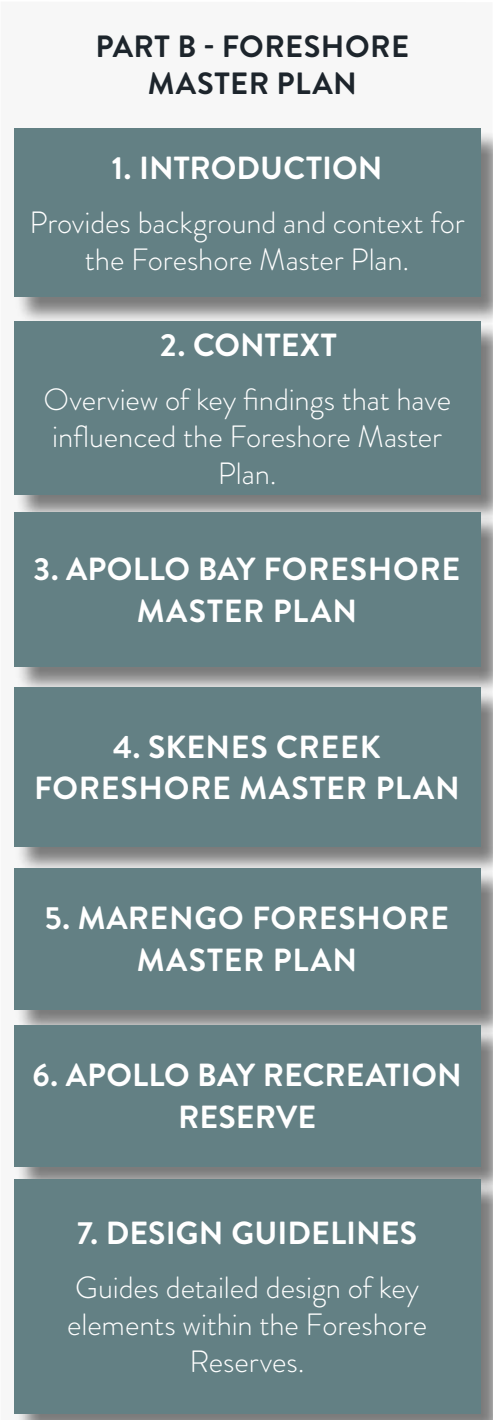 PART B - FORESHORE
MASTER PLAN
1. INTRODUCTION
Provides background and context for
the Foreshore Master Plan.
2. CONTEXT
Overview of key findings that have
influenced the Foreshore Master
Plan.
3. APOLLO BAY FORESHORE
MASTER PLAN
4. SKENES CREEK
FORESHORE MASTER PLAN
5. MARENGO FORESHORE
MASTER PLAN
6. APOLLO BAY RECREATION
RESERVE
7. DESIGN GUIDELINES
Guides detailed design of key
elements within the Foreshore
Reserves.